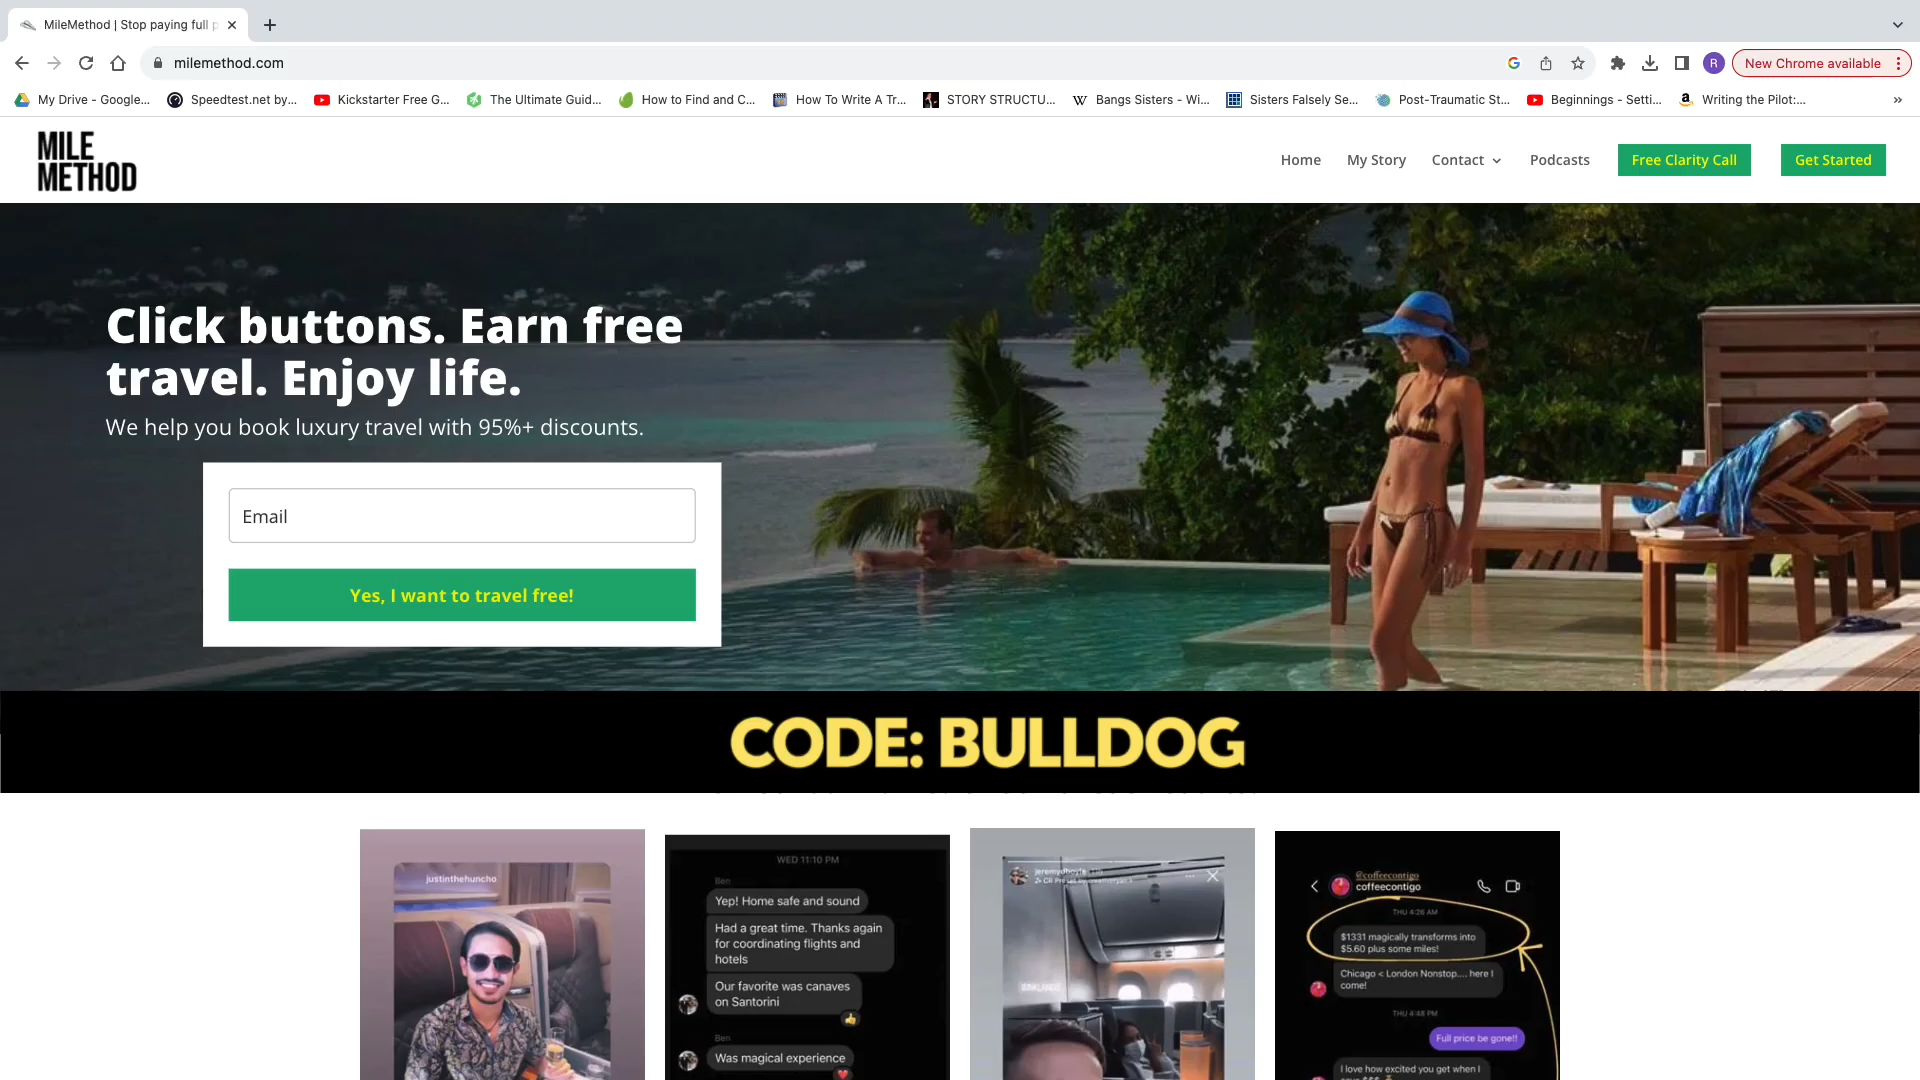 MileMethod | Stop paying full p
milemethod.com
R
New Chrome available
My Drive - Google...
Speedtest.net by...
Kickstarter Free G...
The Ultimate Guid...
How to Find and C...
How To Write A Tr...
STORY STRUCTU...
Bangs Sisters - Wi...
Sisters Falsely Se...
Post-Traumatic St...
Beginnings - Setti...
Writing the Pilot:...
MILE
METHOD
Home
My Story
Contact
Podcasts
Free Clarity Call
Get Started
Click buttons. Earn free
travel. Enjoy life.
We help you book luxury travel with 95%+ discounts.
Email
Yes, I want to travel free!
CODE: BULLDOG
justinthehuncho
WED 11:10 PM
Ben
Yep! Home safe and sound
Had a great time. Thanks again
for coordinating flights and
hotels
Our favorite was canaves
on Santorini
Ben
Was magical experience
@coffeecontigo
coffeecontigo
THU 4:26 AM
$1331 magically transforms into
$5.60 plus some miles!
Chicago < London Nonstop.... here I
come!
THU 4:48 PM
Full price be gone!!
I love how excited you get when I